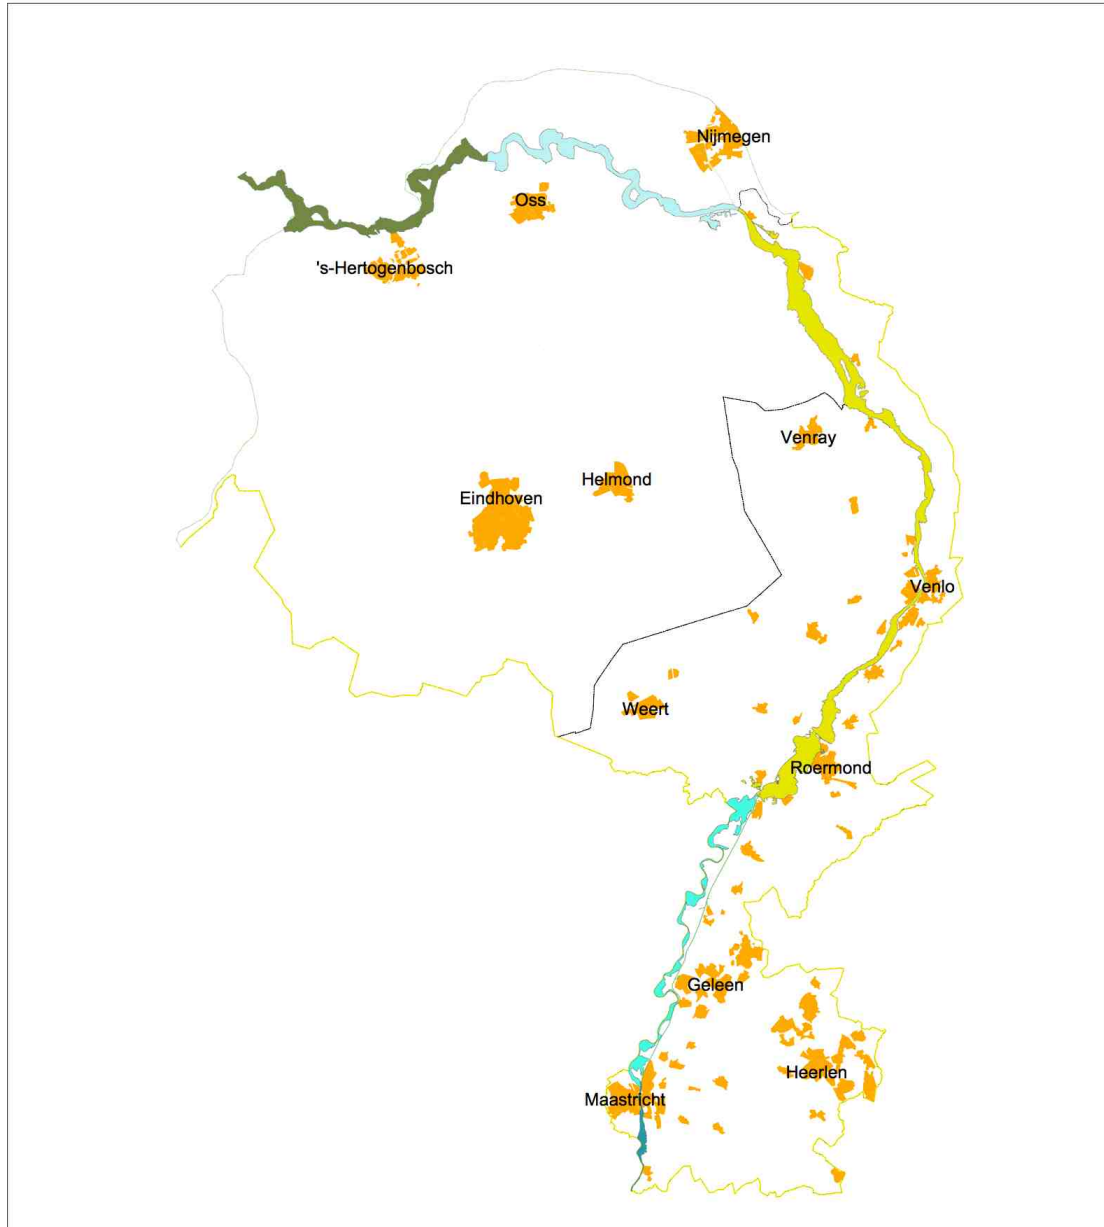 Nijmegen
Oss
's-Hertogenbosch
Venray
Helmond
Eindhoven
Venlo
Weert
Roermond
Geleen
Heerlen
Maastricht